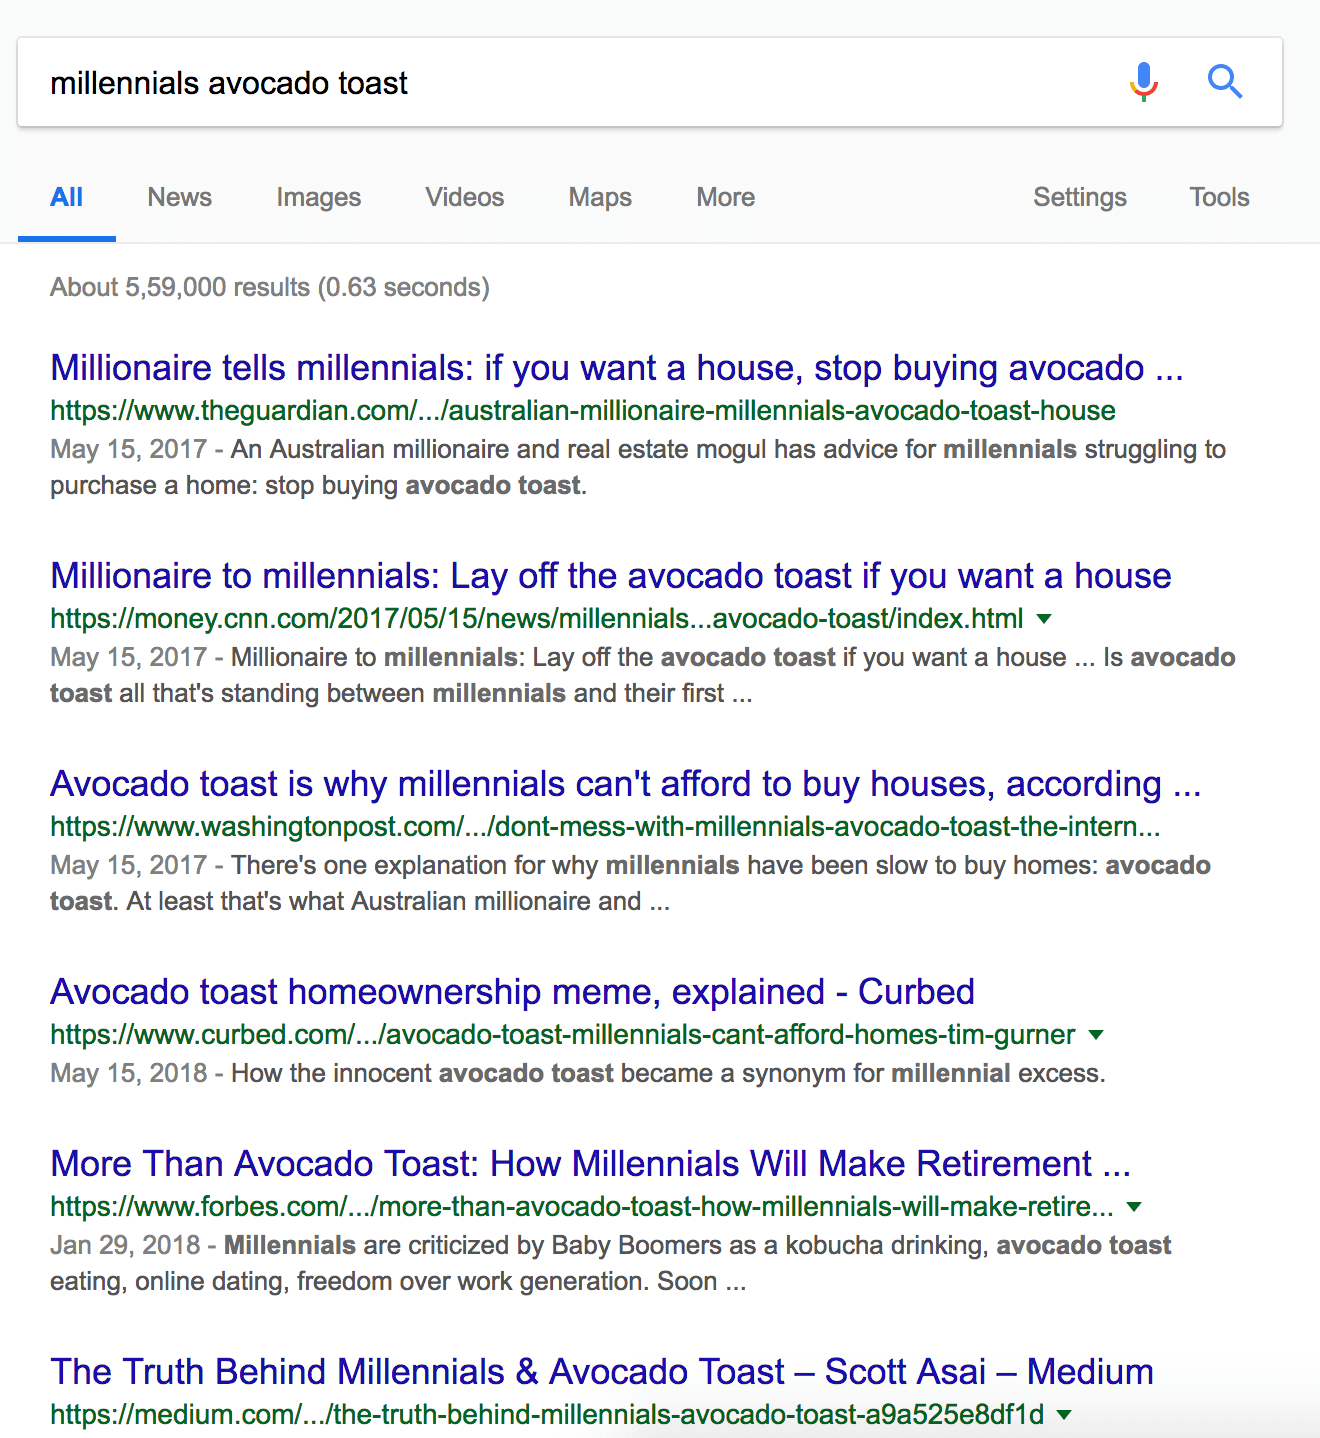 millennials avocado toast
All News Images Videos Maps More Settings Tools
About 5,59,000 results (0.63 seconds)
Millionaire tells millennials: if you want a house, stop buying avocado ...
https://www.theguardian.com/.../australian-millionaire-millennials-avocado-toast-house
May 15, 2017 - An Australian millionaire and real estate mogul has advice for millennials struggling to
purchase a home: stop buying avocado toast.
Millionaire to millennials: Lay off the avocado toast if you want a house
https://money.cnn.com/2017/05/15/news/millennials...avocado-toast/index.html
May 15, 2017 - Millionaire to millennials: Lay off the avocado toast if you want a house ... Is avocado
toast all that's standing between millennials and their first ...
Avocado toast is why millennials can't afford to buy houses, according ...
https://www.washingtonpost.com/.../dont-mess-with-millennials-avocado-toast-the-intern...
May 15, 2017 - There's one explanation for why millennials have been slow to buy homes: avocado
toast. At least that's what Australian millionaire and ...
Avocado toast homeownership meme, explained - Curbed
https://www.curbed.com/.../avocado-toast-millennials-cant-afford-homes-tim-gurner
May 15, 2018 - How the innocent avocado toast became a synonym for millennial excess.
More Than Avocado Toast: How Millennials Will Make Retirement ...
https://www.forbes.com/.../more-than-avocado-toast-how-millennials-will-make-retire...
Jan 29, 2018 - Millennials are criticized by Baby Boomers as a kobucha drinking, avocado toast
eating, online dating, freedom over work generation. Soon ...
The Truth Behind Millennials & Avocado Toast – Scott Asai – Medium
https://medium.com/.../the-truth-behind-millennials-avocado-toast-a9a525e8df1d